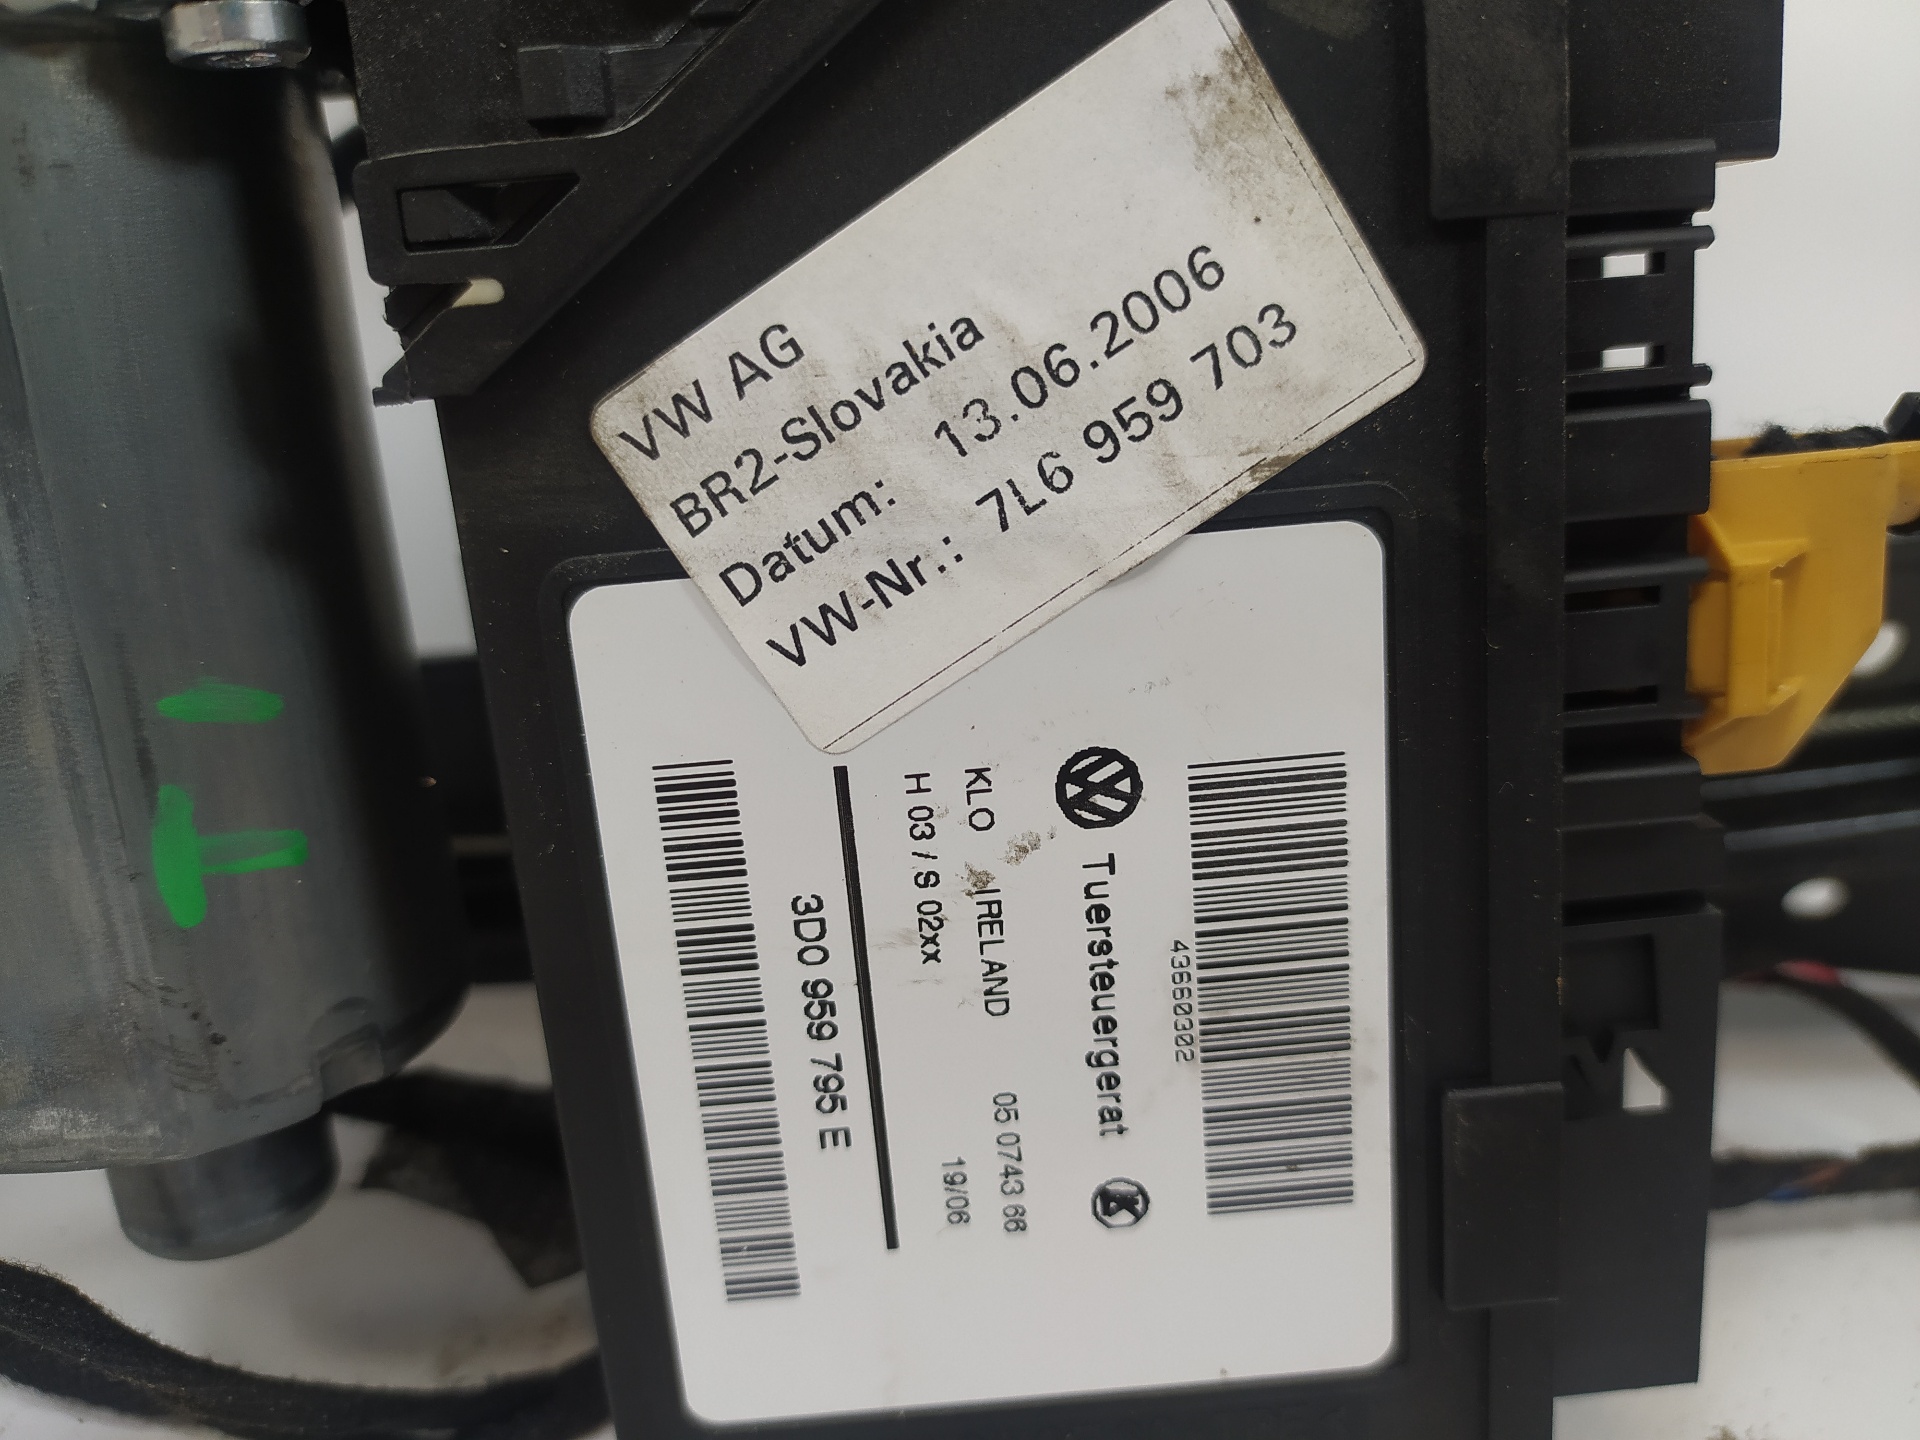 VW AG
BR2-Slovakia
Datum: 13.06.2006
VW-Nr.: 7L6 959 703
43660302
Tuersteuergerat K
KLO IRELAND 05 0743 66
H 03 / S 02xx 19/06
3D0 959 795 E